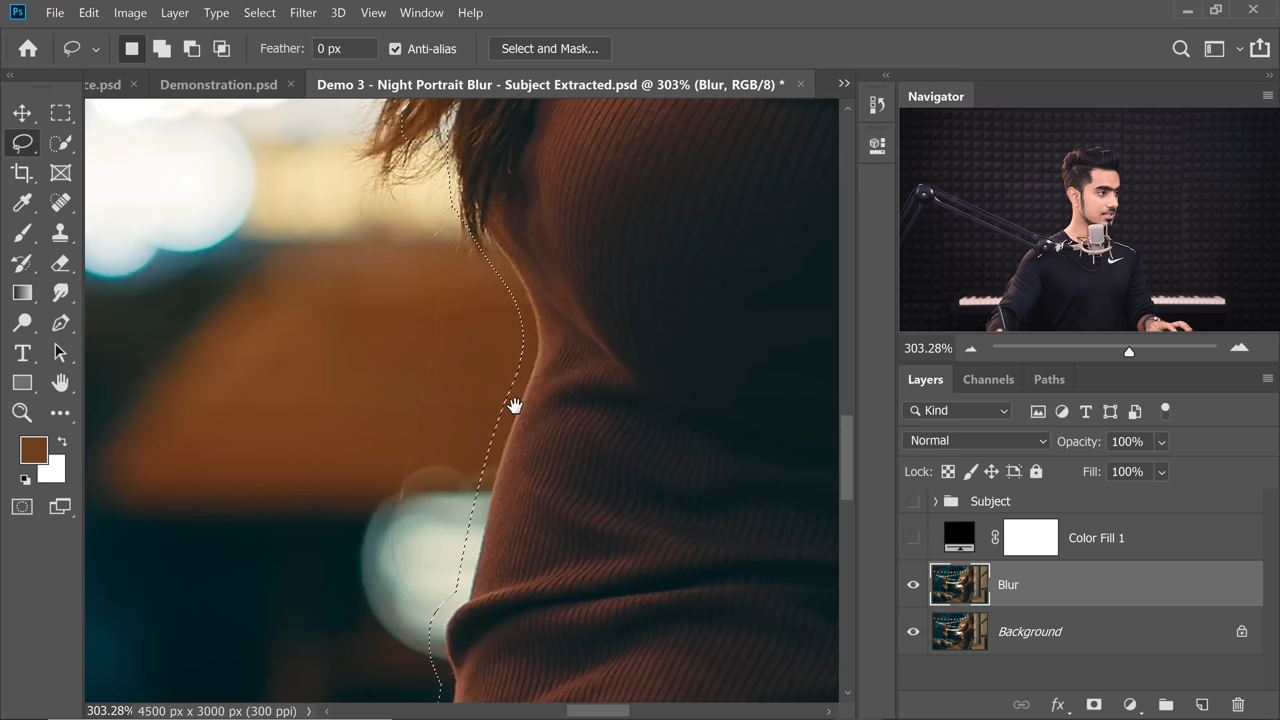 Ps File Edit Image Layer Type Select Filter 3D View Window Help
Feather: 0 px Anti-alias Select and Mask...
ce.psd × Demonstration.psd × Demo 3 - Night Portrait Blur - Subject Extracted.psd @ 303% (Blur, RGB/8) * ×
Navigator
303.28%
Layers Channels Paths
Kind
Normal Opacity: 100%
Lock: Fill: 100%
Subject
Color Fill 1
Blur
Background
303.28% 4500 px x 3000 px (300 ppi)
fx